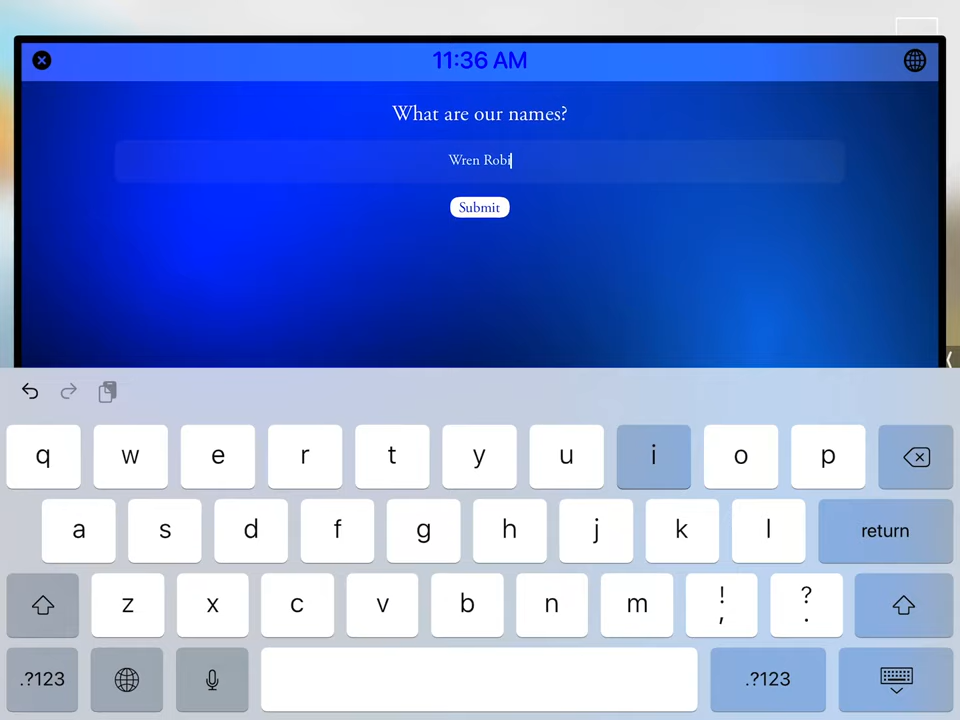 11:36 AM
What are our names?
Wren Robi
Submit
q w e r t y u i o p
a s d f g h j k l return
z x c v b n m ! , ? .
.?123 .?123